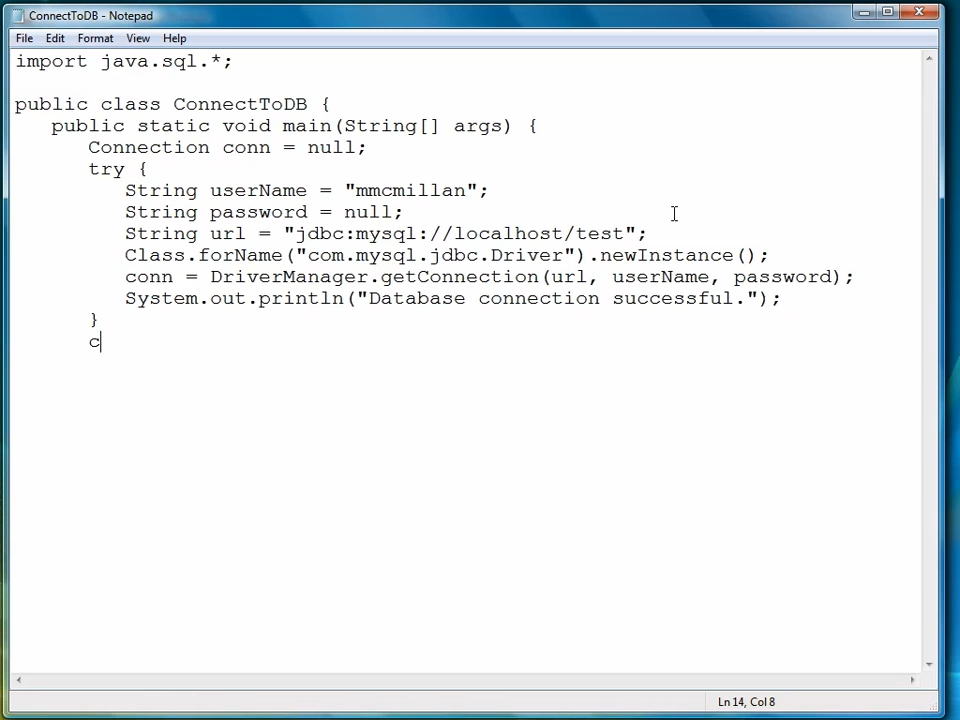 ConnectToDB - Notepad
File Edit Format View Help
import java.sql.*;

public class ConnectToDB {
   public static void main(String[] args) {
      Connection conn = null;
      try {
         String userName = "mmcmillan";
         String password = null;
         String url = "jdbc:mysql://localhost/test";
         Class.forName("com.mysql.jdbc.Driver").newInstance();
         conn = DriverManager.getConnection(url, userName, password);
         System.out.println("Database connection successful.");
      }
      c
Ln 14, Col 8